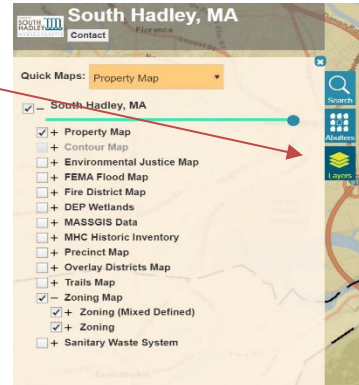 SOUTH HADLEY
South Hadley, MA
Contact
Florence
Quick Maps: Property Map
Search
Abutters
Layers
− South Hadley, MA
+ Property Map
+ Contour Map
+ Environmental Justice Map
+ FEMA Flood Map
+ Fire District Map
+ DEP Wetlands
+ MASSGIS Data
+ MHC Historic Inventory
+ Precinct Map
+ Overlay Districts Map
+ Trails Map
− Zoning Map
+ Zoning (Mixed Defined)
+ Zoning
+ Sanitary Waste System